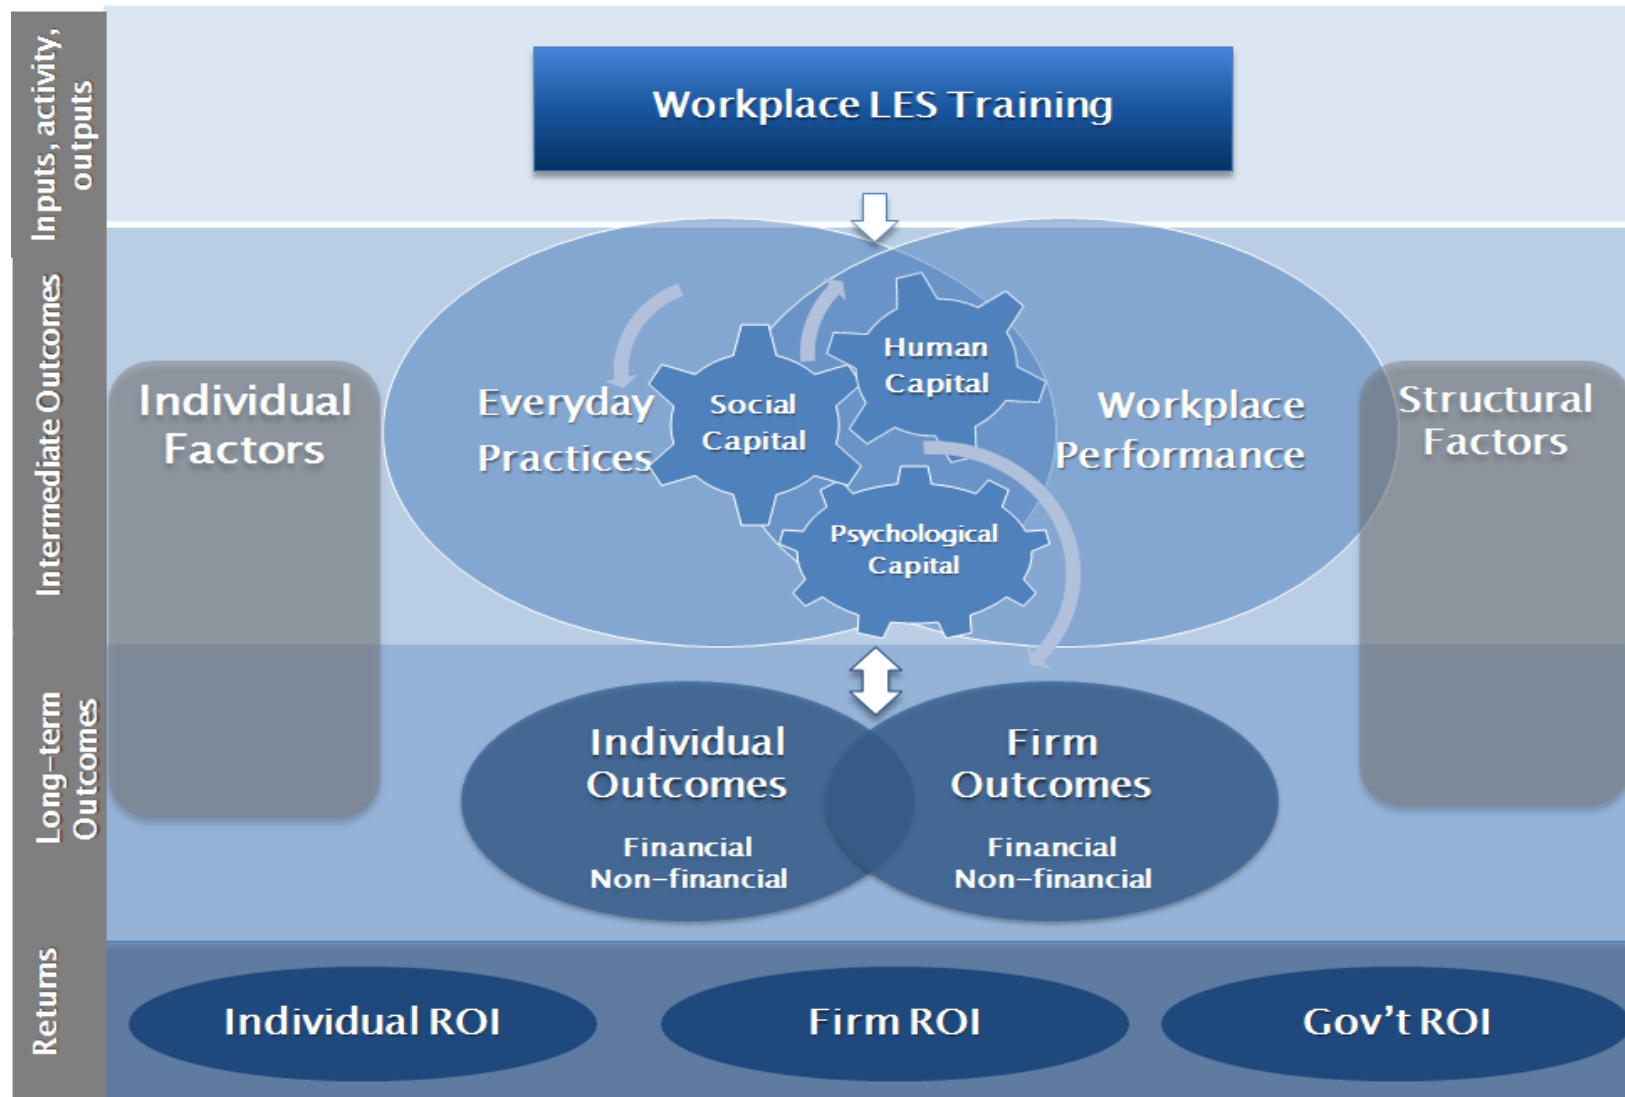 Inputs, activity,
outputs
Workplace LES Training
Intermediate Outcomes
Individual
Factors
Everyday
Practices
Social
Capital
Human
Capital
Psychological
Capital
Workplace
Performance
Structural
Factors
Long-term
Outcomes
Individual
Outcomes
Financial
Non-financial
Firm
Outcomes
Financial
Non-financial
Returns
Individual ROI
Firm ROI
Gov't ROI